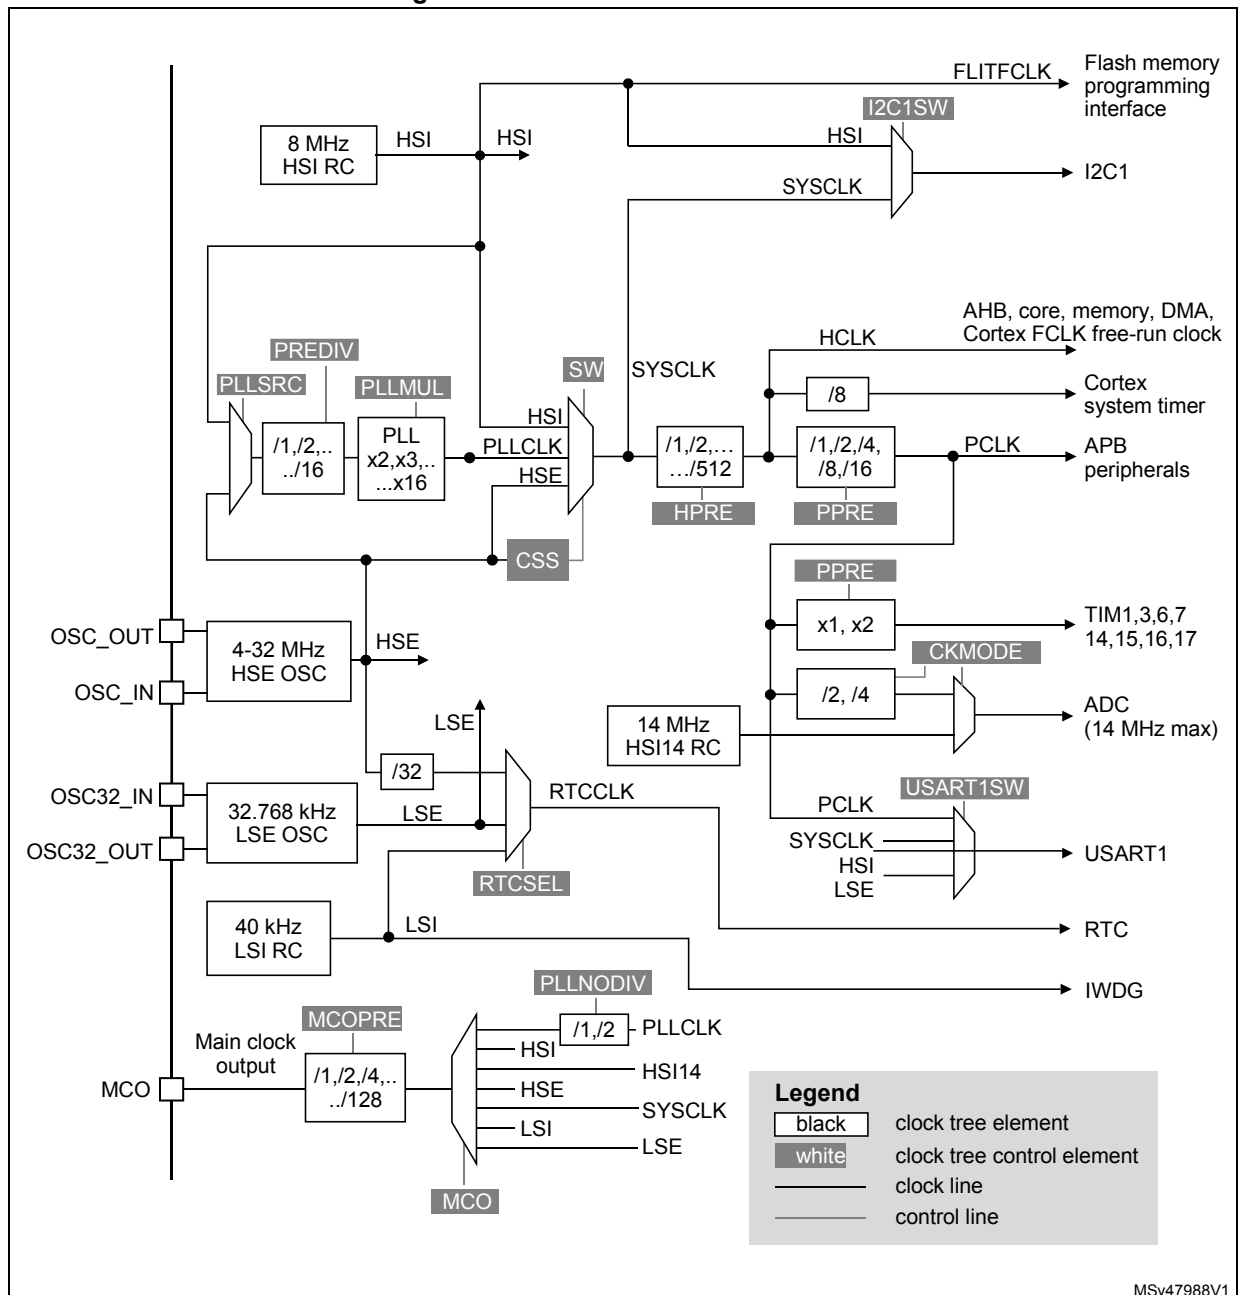 FLITFCLK
Flash memory
programming
interface
I2C1SW
8 MHz
HSI RC
HSI
HSI
HSI
SYSCLK
I2C1
AHB, core, memory, DMA,
Cortex FCLK free-run clock
HCLK
/8
Cortex
system timer
PREDIV
PLLSRC
PLLMUL
SW
SYSCLK
/1,/2,..
../16
PLL
x2,x3,..
...x16
HSI
PLLCLK
HSE
/1,/2,…
…/512
HPRE
/1,/2,/4,
/8,/16
PPRE
PCLK
APB
peripherals
CSS
PPRE
x1, x2
TIM1,3,6,7
14,15,16,17
OSC_OUT
OSC_IN
4-32 MHz
HSE OSC
HSE
CKMODE
/2, /4
14 MHz
HSI14 RC
ADC
(14 MHz max)
LSE
/32
OSC32_IN
OSC32_OUT
32.768 kHz
LSE OSC
LSE
RTCCLK
RTCSEL
USART1SW
PCLK
SYSCLK
HSI
LSE
USART1
40 kHz
LSI RC
LSI
RTC
IWDG
PLLNODIV
/1,/2
PLLCLK
MCOPRE
Main clock
output
MCO
/1,/2,/4,..
../128
HSI
HSI14
HSE
SYSCLK
LSI
LSE
MCO
Legend
black
clock tree element
white
clock tree control element
clock line
control line
MSv47988V1